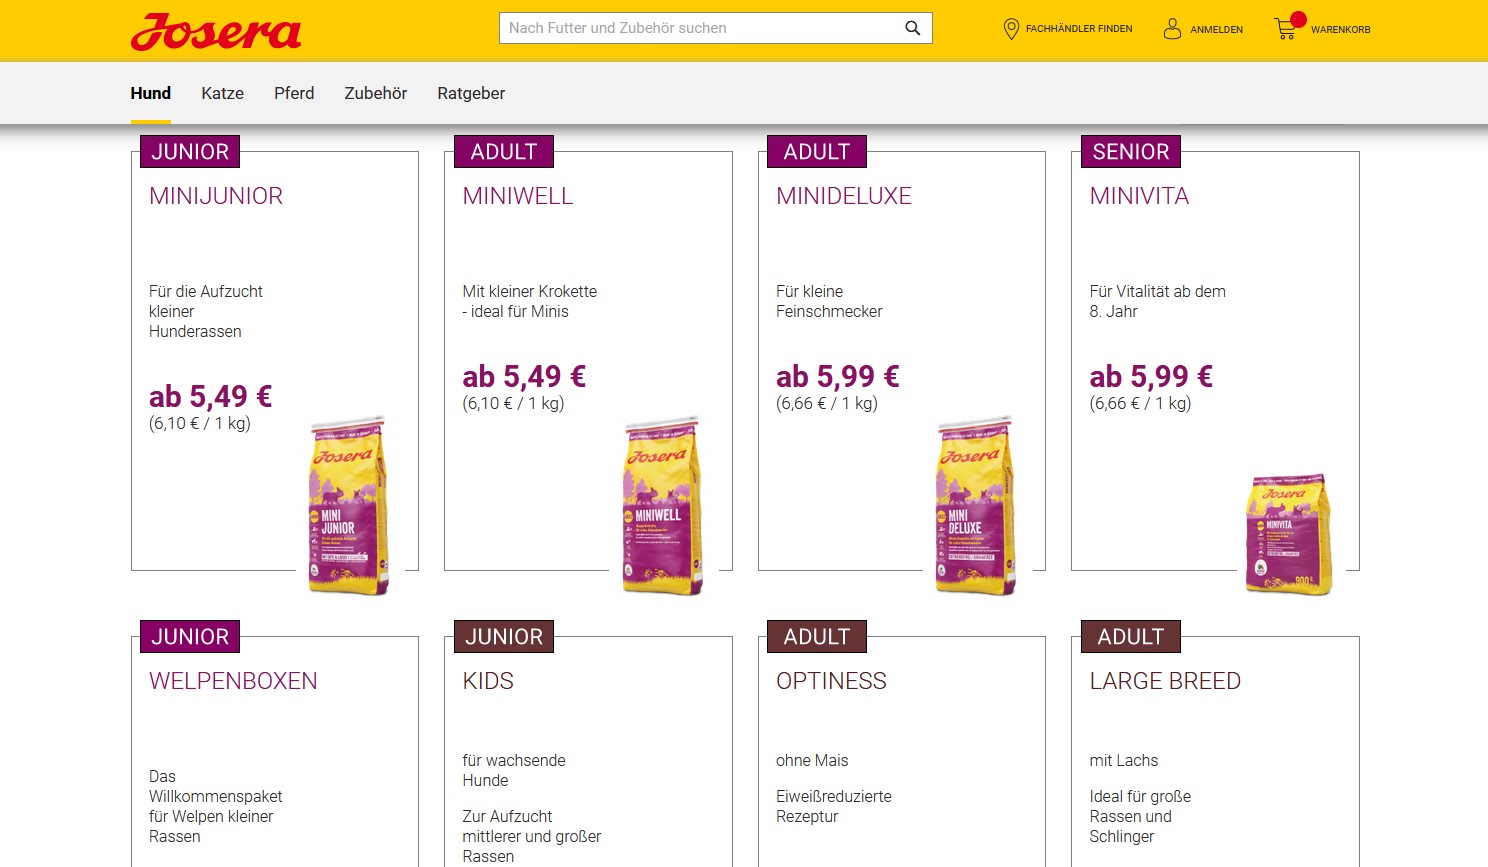 Josera
Nach Futter und Zubehör suchen
FACHHÄNDLER FINDEN
ANMELDEN
WARENKORB
Hund
Katze
Pferd
Zubehör
Ratgeber
JUNIOR
MINIJUNIOR
Für die Aufzucht
kleiner
Hunderassen
ab 5,49 €
(6,10 € / 1 kg)
Josera
MINI
JUNIOR
ADULT
MINIWELL
Mit kleiner Krokette
- ideal für Minis
ab 5,49 €
(6,10 € / 1 kg)
Josera
MINIWELL
ADULT
MINIDELUXE
Für kleine
Feinschmecker
ab 5,99 €
(6,66 € / 1 kg)
Josera
MINI
DELUXE
SENIOR
MINIVITA
Für Vitalität ab dem
8. Jahr
ab 5,99 €
(6,66 € / 1 kg)
Josera
MINIVITA
JUNIOR
WELPENBOXEN
Das
Willkommenspaket
für Welpen kleiner
Rassen
JUNIOR
KIDS
für wachsende
Hunde
Zur Aufzucht
mittlerer und großer
Rassen
ADULT
OPTINESS
ohne Mais
Eiweißreduzierte
Rezeptur
ADULT
LARGE BREED
mit Lachs
Ideal für große
Rassen und
Schlinger